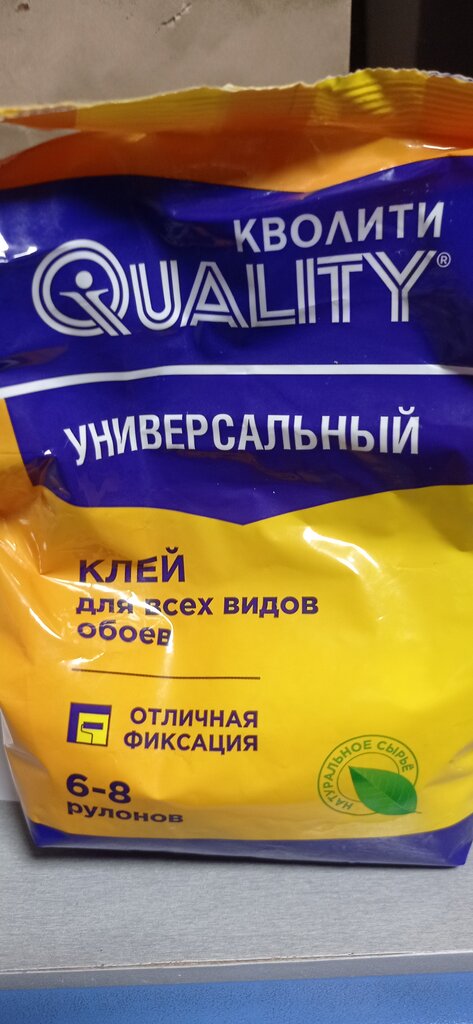 КВОЛИТИ
QUALITY®
УНИВЕРСАЛЬНЫЙ
КЛЕЙ
для всех видов
обоев
ОТЛИЧНАЯ
ФИКСАЦИЯ
НАТУРАЛЬНОЕ СЫРЬЁ
6-8
рулонов